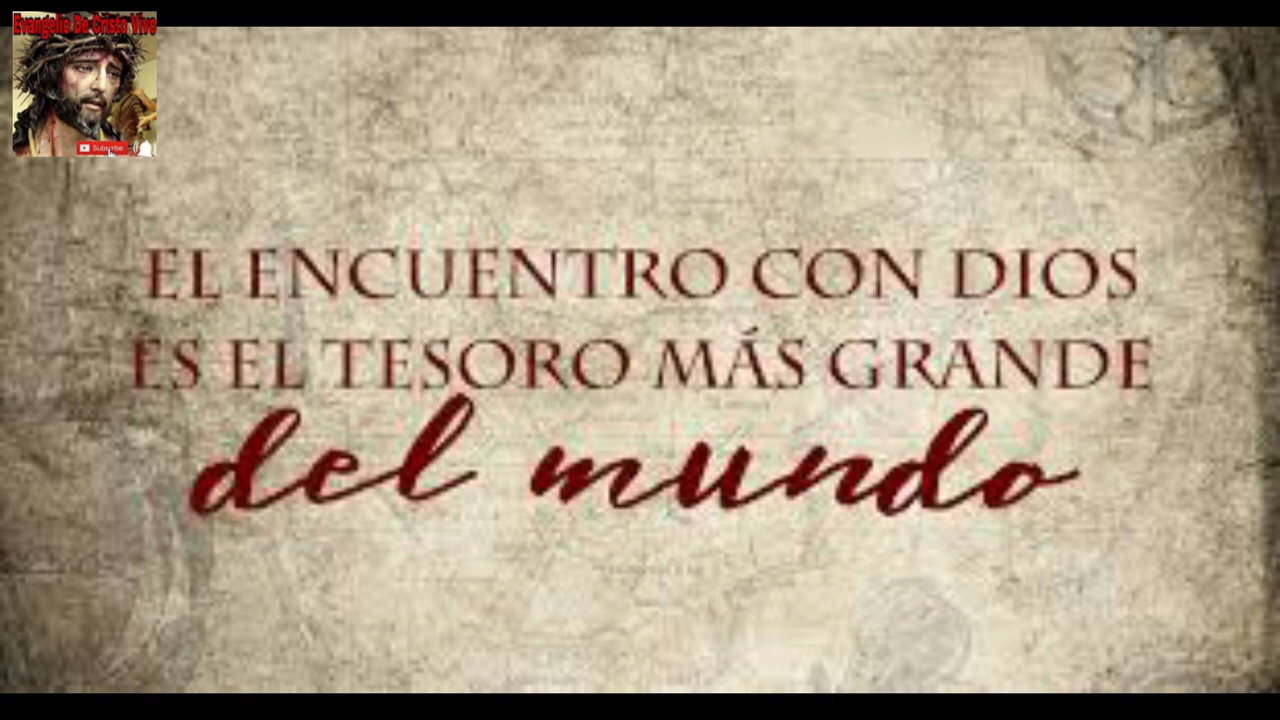 Evangelio De Cristo Vive
Subscribe
EL ENCUENTRO CON DIOS
ES EL TESORO MÁS GRANDE
del mundo